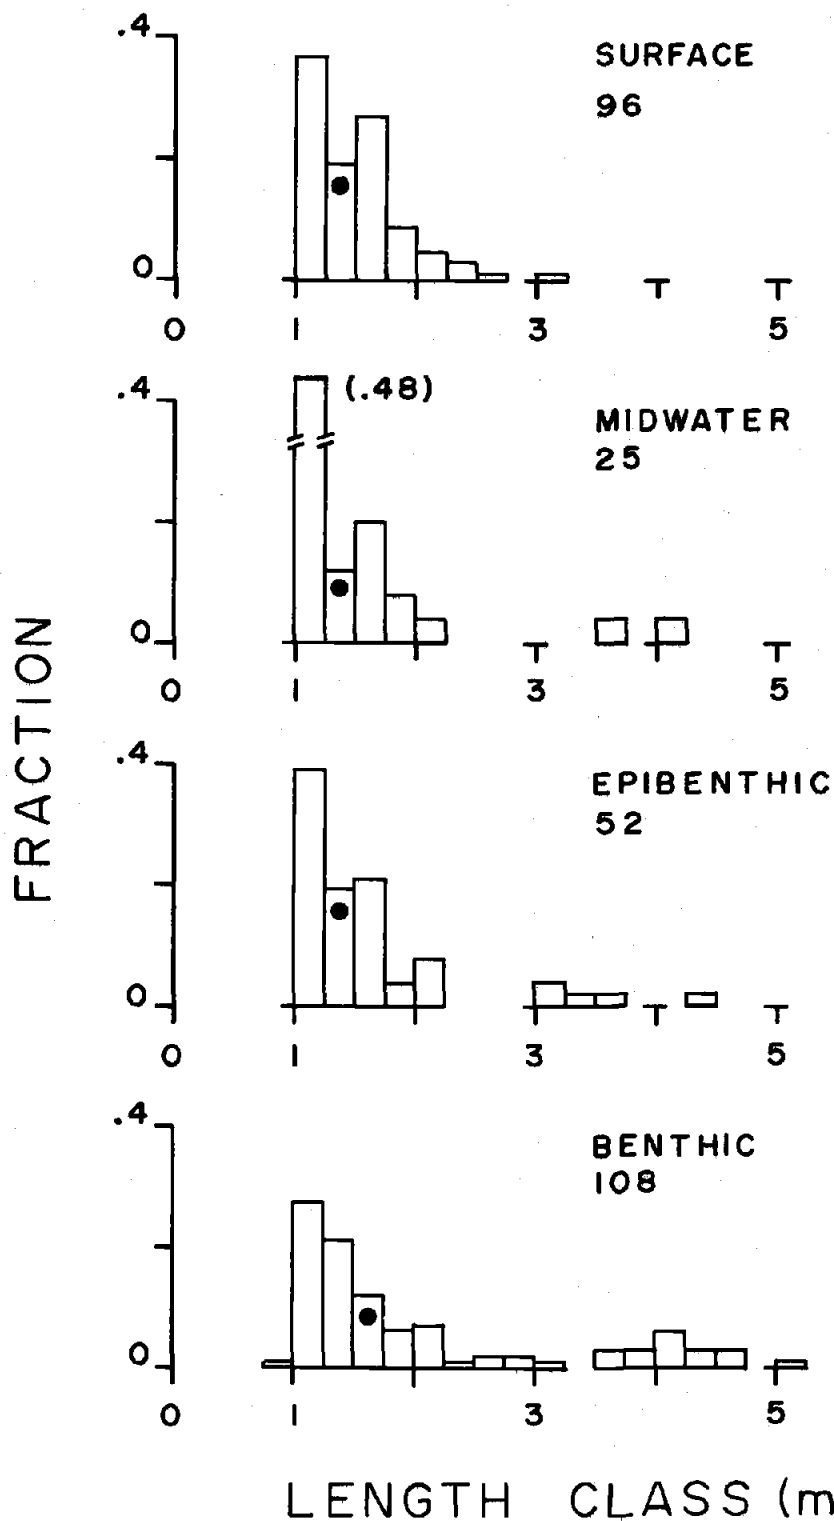 .4
SURFACE
96
0
0 1 3 5
.4
(.48)
MIDWATER
25
0
0 1 3 5
.4
EPIBENTHIC
52
0
0 1 3 5
.4
BENTHIC
108
0
0 1 3 5
FRACTION
LENGTH CLASS (m